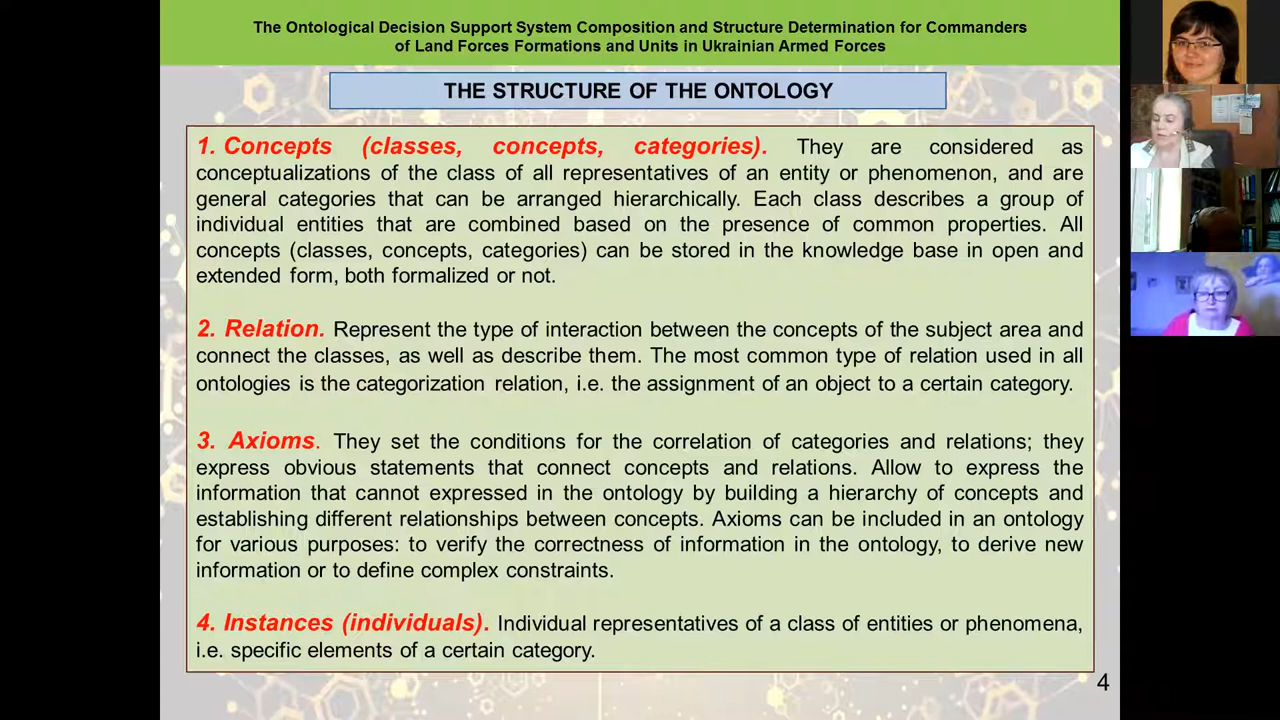 The Ontological Decision Support System Composition and Structure Determination for Commanders
of Land Forces Formations and Units in Ukrainian Armed Forces
THE STRUCTURE OF THE ONTOLOGY
1. Concepts (classes, concepts, categories). They are considered as
conceptualizations of the class of all representatives of an entity or phenomenon, and are
general categories that can be arranged hierarchically. Each class describes a group of
individual entities that are combined based on the presence of common properties. All
concepts (classes, concepts, categories) can be stored in the knowledge base in open and
extended form, both formalized or not.
2. Relation. Represent the type of interaction between the concepts of the subject area and
connect the classes, as well as describe them. The most common type of relation used in all
ontologies is the categorization relation, i.e. the assignment of an object to a certain category.
3. Axioms. They set the conditions for the correlation of categories and relations; they
express obvious statements that connect concepts and relations. Allow to express the
information that cannot expressed in the ontology by building a hierarchy of concepts and
establishing different relationships between concepts. Axioms can be included in an ontology
for various purposes: to verify the correctness of information in the ontology, to derive new
information or to define complex constraints.
4. Instances (individuals). Individual representatives of a class of entities or phenomena,
i.e. specific elements of a certain category.
4